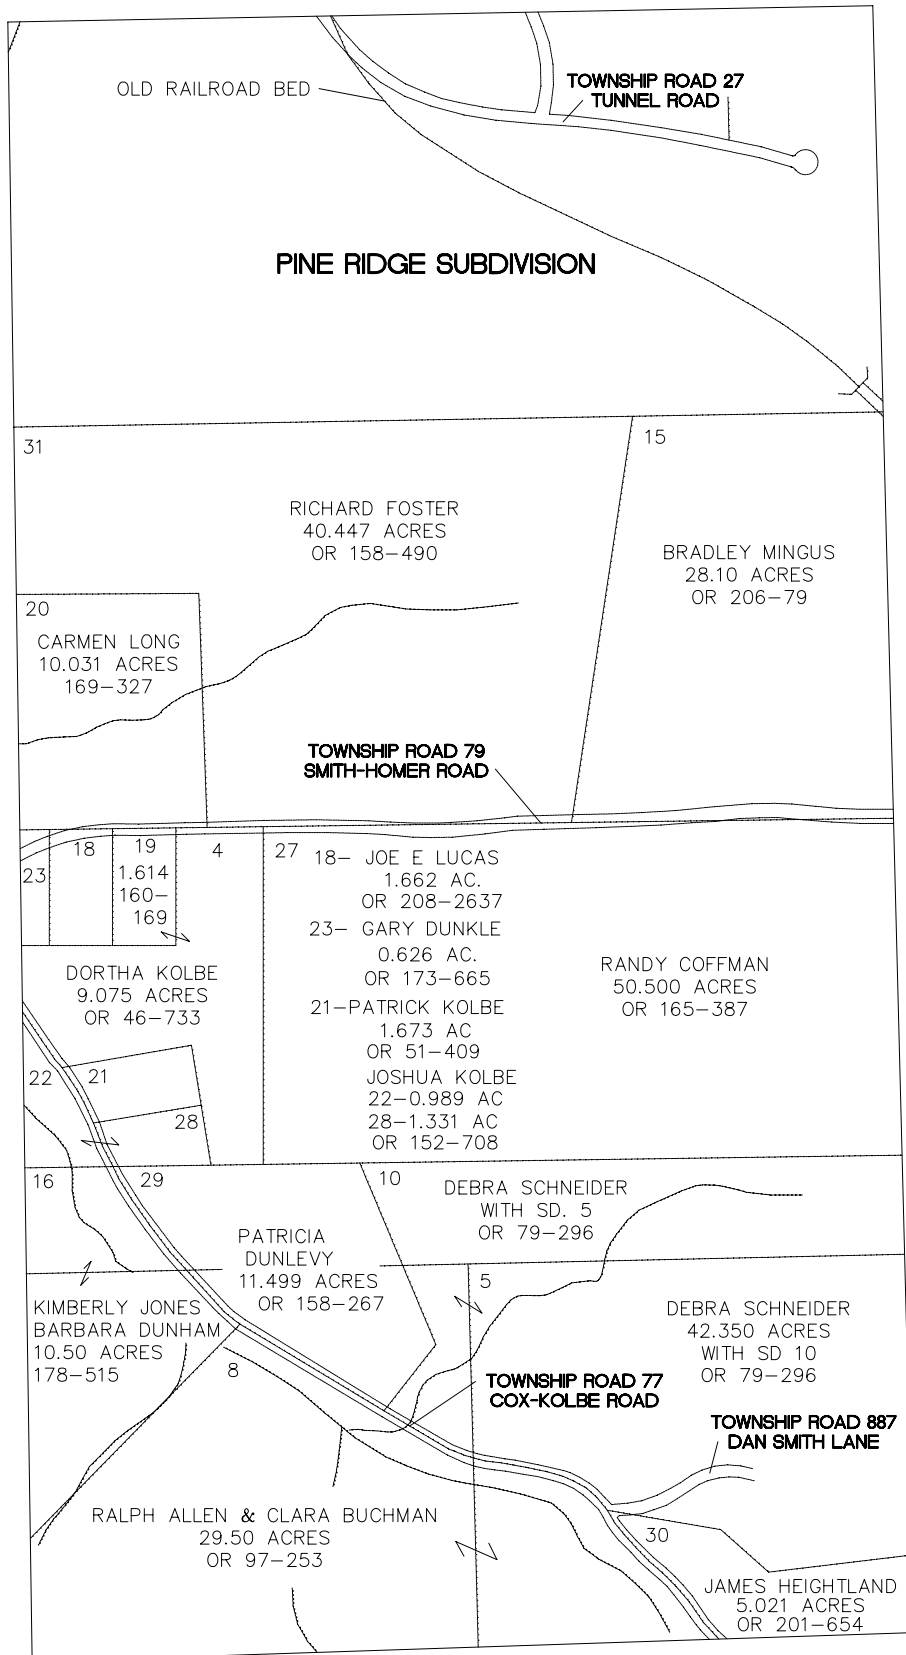 OLD RAILROAD BED
TOWNSHIP ROAD 27
TUNNEL ROAD
PINE RIDGE SUBDIVISION
31
15
RICHARD FOSTER
40.447 ACRES
OR 158-490
BRADLEY MINGUS
28.10 ACRES
OR 206-79
20
CARMEN LONG
10.031 ACRES
169-327
TOWNSHIP ROAD 79
SMITH-HOMER ROAD
23
18
19
1.614
160-
169
4
27
18- JOE E LUCAS
1.662 AC.
OR 208-2637
23- GARY DUNKLE
0.626 AC.
OR 173-665
21-PATRICK KOLBE
1.673 AC
OR 51-409
JOSHUA KOLBE
22-0.989 AC
28-1.331 AC
OR 152-708
RANDY COFFMAN
50.500 ACRES
OR 165-387
DORTHA KOLBE
9.075 ACRES
OR 46-733
22
21
28
16
29
10
DEBRA SCHNEIDER
WITH SD. 5
OR 79-296
PATRICIA
DUNLEVY
11.499 ACRES
OR 158-267
5
KIMBERLY JONES
BARBARA DUNHAM
10.50 ACRES
178-515
DEBRA SCHNEIDER
42.350 ACRES
WITH SD 10
OR 79-296
8
TOWNSHIP ROAD 77
COX-KOLBE ROAD
TOWNSHIP ROAD 887
DAN SMITH LANE
RALPH ALLEN & CLARA BUCHMAN
29.50 ACRES
OR 97-253
30
JAMES HEIGHTLAND
5.021 ACRES
OR 201-654